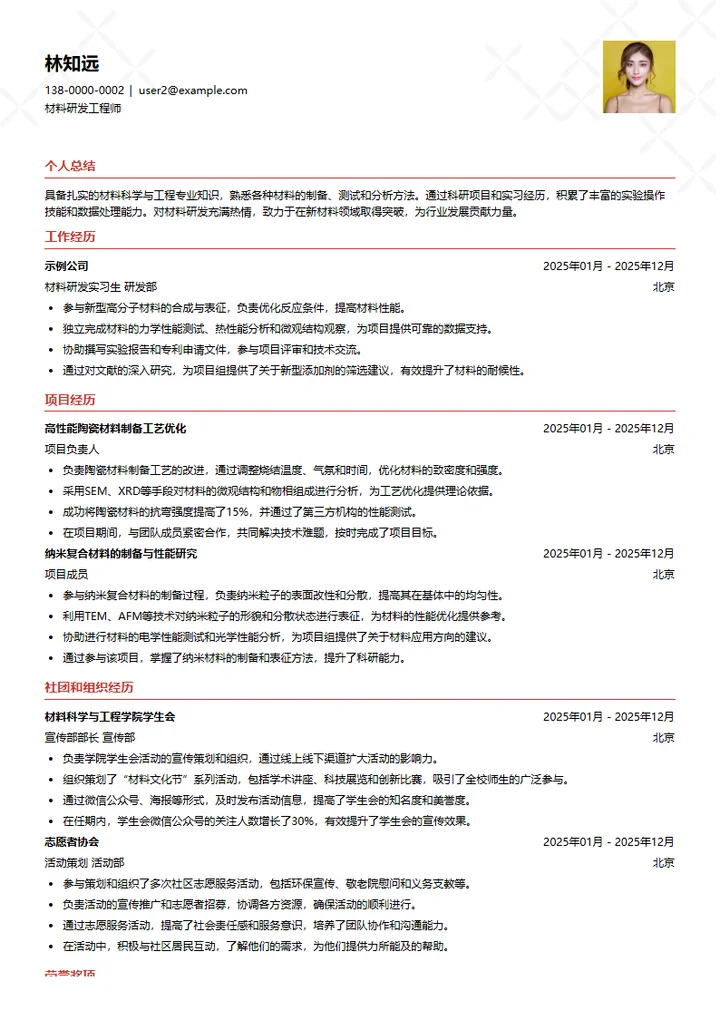 林知远
138-0000-0002 | user2@example.com
材料研发工程师
个人总结
具备扎实的材料科学与工程专业知识，熟悉各种材料的制备、测试和分析方法。通过科研项目和实习经历，积累了丰富的实验操作
技能和数据处理能力。对材料研发充满热情，致力于在新材料领域取得突破，为行业发展贡献力量。
工作经历
示例公司 2025年01月 - 2025年12月
材料研发实习生 研发部 北京
• 参与新型高分子材料的合成与表征，负责优化反应条件，提高材料性能。
• 独立完成材料的力学性能测试、热性能分析和微观结构观察，为项目提供可靠的数据支持。
• 协助撰写实验报告和专利申请文件，参与项目评审和技术交流。
• 通过对文献的深入研究，为项目组提供了关于新型添加剂的筛选建议，有效提升了材料的耐候性。
项目经历
高性能陶瓷材料制备工艺优化 2025年01月 - 2025年12月
项目负责人 北京
• 负责陶瓷材料制备工艺的改进，通过调整烧结温度、气氛和时间，优化材料的致密度和强度。
• 采用SEM、XRD等手段对材料的微观结构和物相组成进行分析，为工艺优化提供理论依据。
• 成功将陶瓷材料的抗弯强度提高了15%，并通过了第三方机构的性能测试。
• 在项目期间，与团队成员紧密合作，共同解决技术难题，按时完成了项目目标。
纳米复合材料的制备与性能研究 2025年01月 - 2025年12月
项目成员 北京
• 参与纳米复合材料的制备过程，负责纳米粒子的表面改性和分散，提高其在基体中的均匀性。
• 利用TEM、AFM等技术对纳米粒子的形貌和分散状态进行表征，为材料的性能优化提供参考。
• 协助进行材料的电学性能测试和光学性能分析，为项目组提供了关于材料应用方向的建议。
• 通过参与该项目，掌握了纳米材料的制备和表征方法，提升了科研能力。
社团和组织经历
材料科学与工程学院学生会 2025年01月 - 2025年12月
宣传部部长 宣传部 北京
• 负责学院学生会活动的宣传策划和组织，通过线上线下渠道扩大活动的影响力。
• 组织策划了“材料文化节”系列活动，包括学术讲座、科技展览和创新比赛，吸引了全校师生的广泛参与。
• 通过微信公众号、海报等形式，及时发布活动信息，提高了学生会的知名度和美誉度。
• 在任期内，学生会微信公众号的关注人数增长了30%，有效提升了学生会的宣传效果。
志愿者协会 2025年01月 - 2025年12月
活动策划 活动部 北京
• 参与策划和组织了多次社区志愿服务活动，包括环保宣传、敬老院慰问和义务支教等。
• 负责活动的宣传推广和志愿者招募，协调各方资源，确保活动的顺利进行。
• 通过志愿服务活动，提高了社会责任感和服务意识，培养了团队协作和沟通能力。
• 在活动中，积极与社区居民互动，了解他们的需求，为他们提供力所能及的帮助。
荣誉奖项